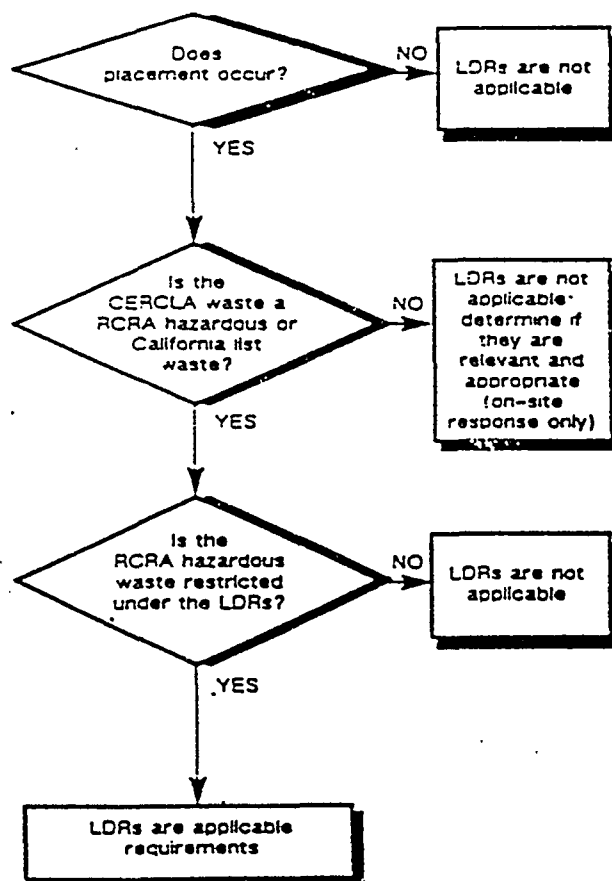 Does
placement occur?
NO
LDRs are not
applicable
YES
Is the
CERCLA waste a
RCRA hazardous or
California list
waste?
NO
LDRs are not
applicable:
determine if
they are
relevant and
appropriate
(on-site
response only)
YES
Is the
RCRA hazardous
waste restricted
under the LDRs?
NO
LDRs are not
applicable
YES
LDRs are applicable
requirements